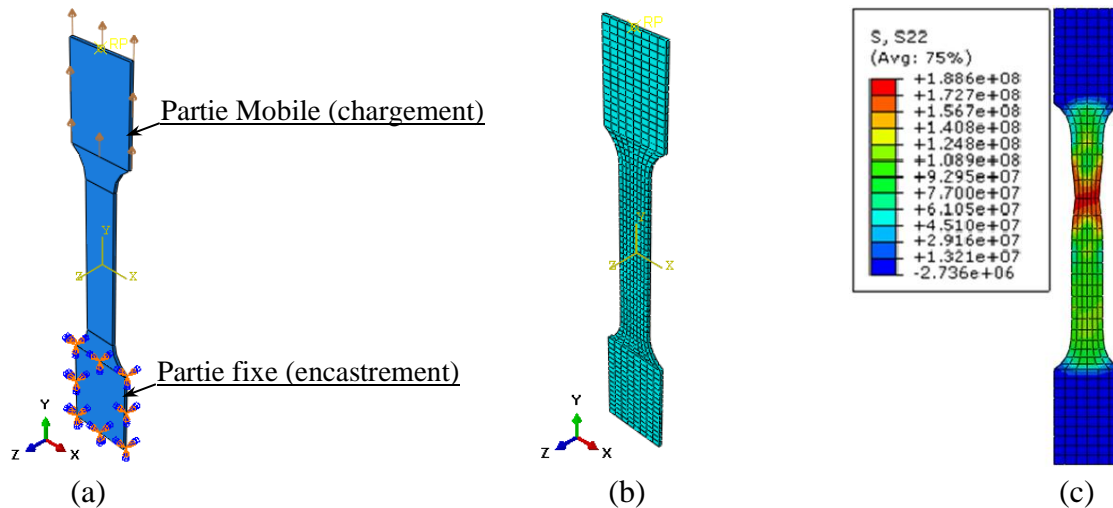 RP
Partie Mobile (chargement)
Y
Z
X
Partie fixe (encastrement)
Y
Z
X
(a)
RP
Y
Z
X
Y
Z
X
(b)
S, S22
(Avg: 75%)
+1.886e+08
+1.727e+08
+1.567e+08
+1.408e+08
+1.248e+08
+1.089e+08
+9.295e+07
+7.700e+07
+6.105e+07
+4.510e+07
+2.916e+07
+1.321e+07
-2.736e+06
(c)